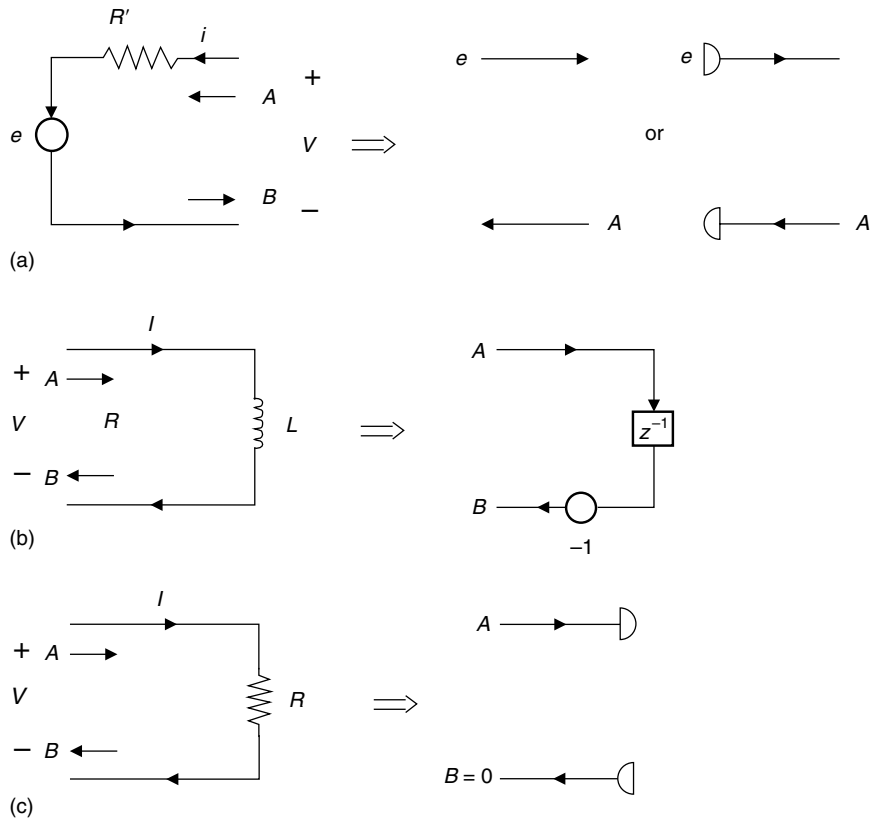 R′
i
e
A
+
V
B
−
e
e
or
A
A
(a)
I
+ A
V R L
− B
A
z⁻¹
B
−1
(b)
I
+ A
V R
− B
A
B = 0
(c)